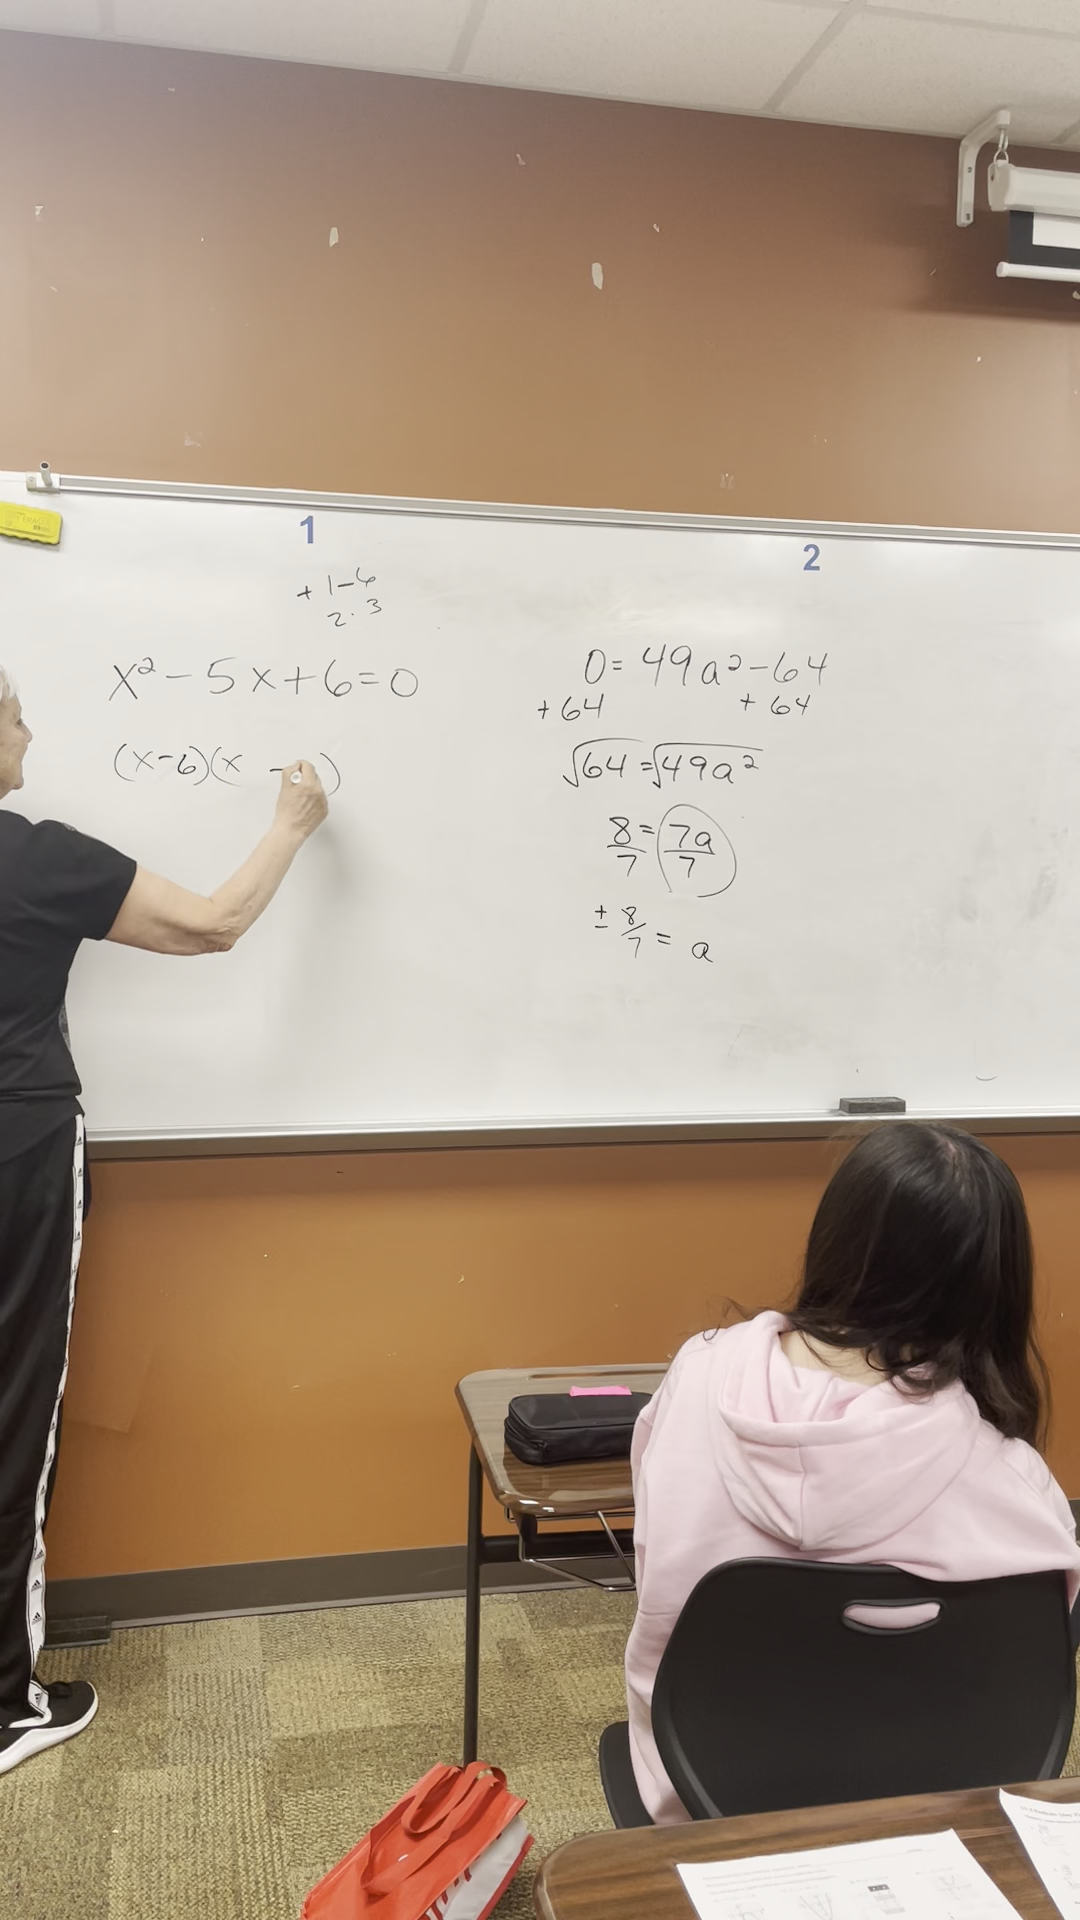 1
+ 1-6
2·3
x²-5x+6=0
(x-6)(x - )
2
0=49a²-64
+64 +64
√64=√49a²
8/7=7a/7
± 8/7 = a